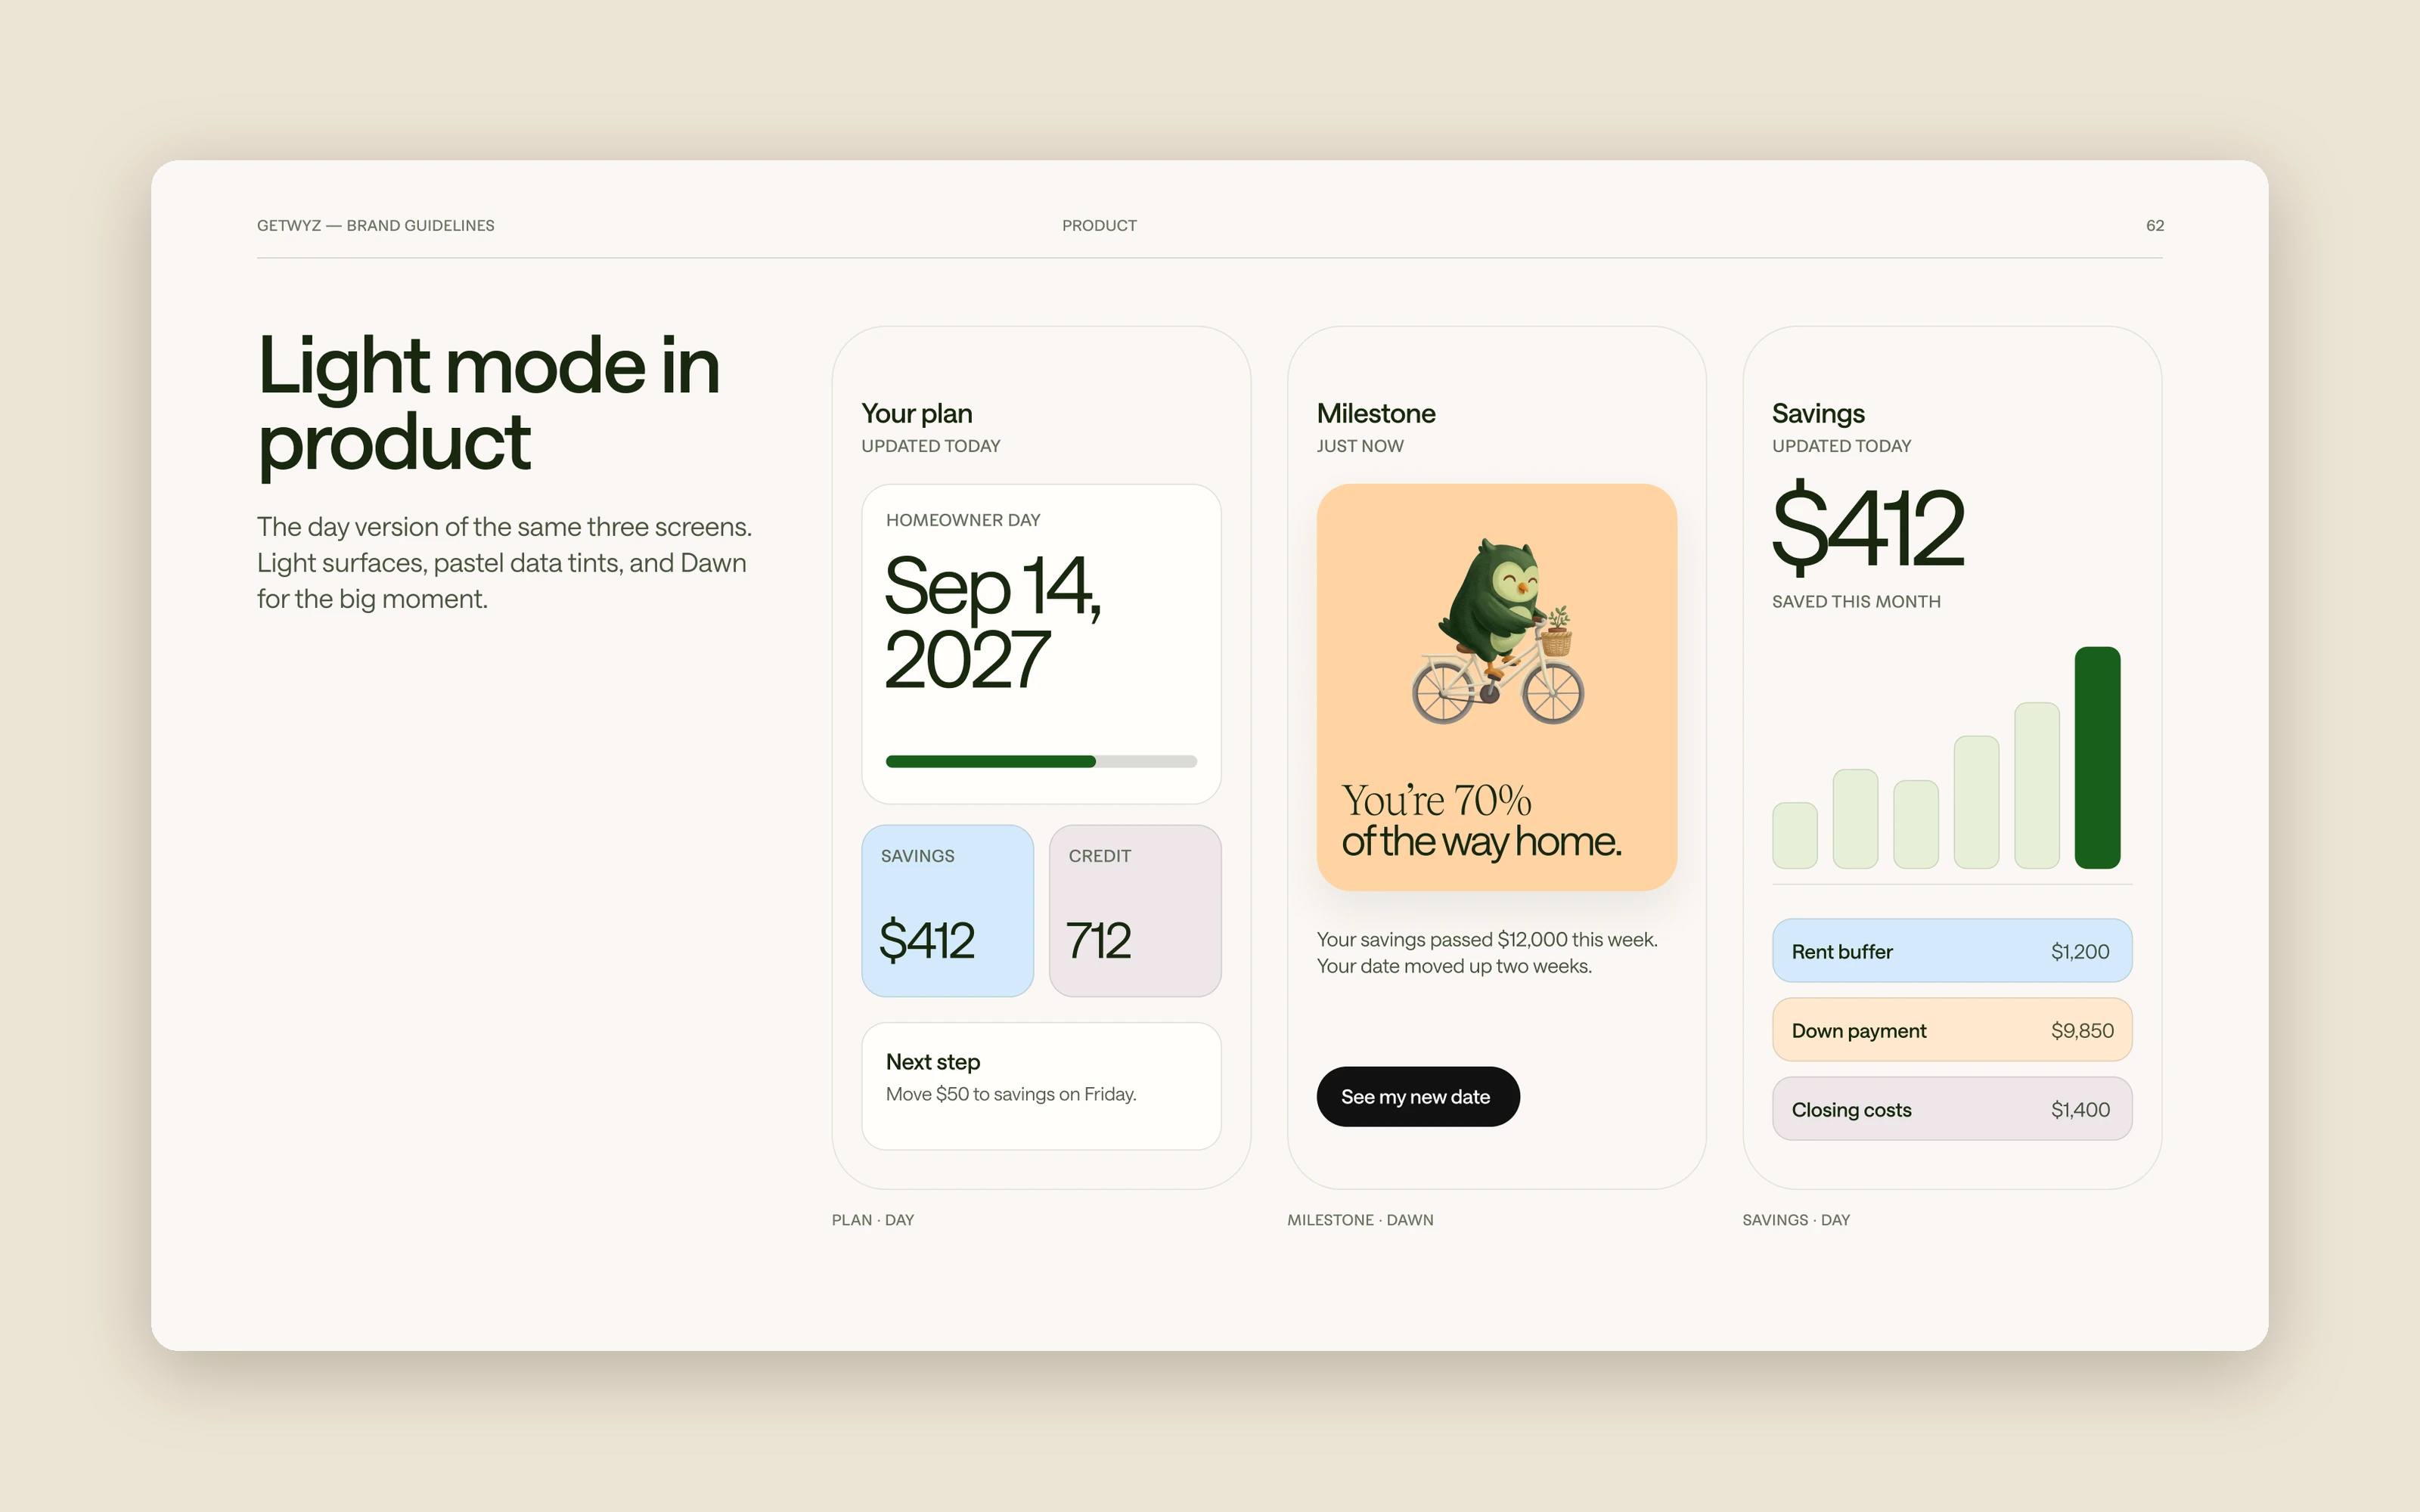 GETWYZ — BRAND GUIDELINES
PRODUCT
62
Light mode in
product
The day version of the same three screens.
Light surfaces, pastel data tints, and Dawn
for the big moment.
Your plan
UPDATED TODAY
HOMEOWNER DAY
Sep 14,
2027
SAVINGS
$412
CREDIT
712
Next step
Move $50 to savings on Friday.
PLAN · DAY
Milestone
JUST NOW
You’re 70%
of the way home.
Your savings passed $12,000 this week.
Your date moved up two weeks.
See my new date
MILESTONE · DAWN
Savings
UPDATED TODAY
$412
SAVED THIS MONTH
Rent buffer $1,200
Down payment $9,850
Closing costs $1,400
SAVINGS · DAY